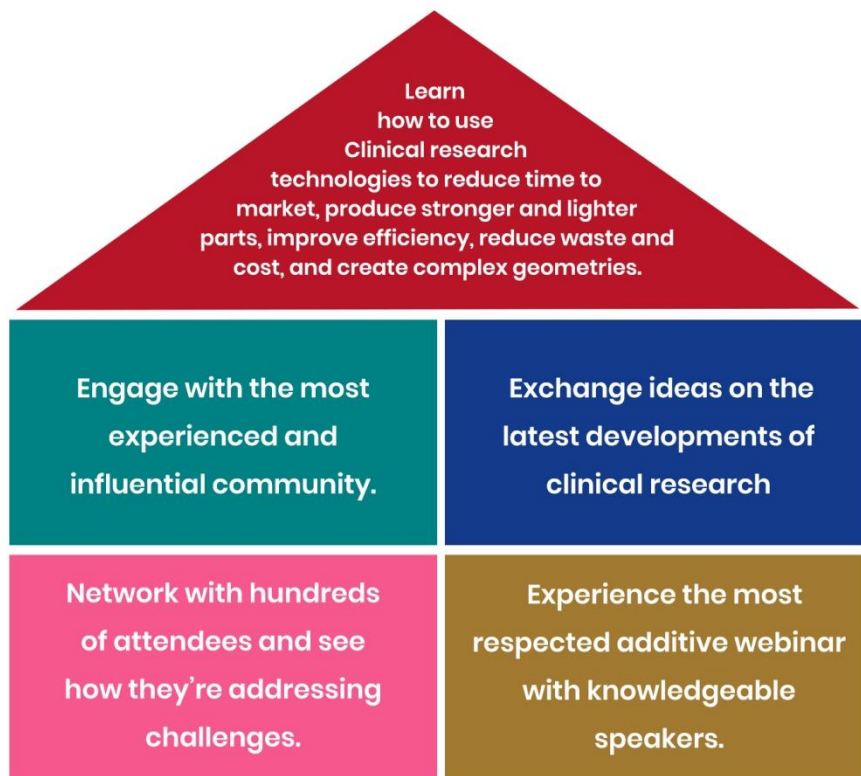 Learn
how to use
Clinical research
technologies to reduce time to
market, produce stronger and lighter
parts, improve efficiency, reduce waste and
cost, and create complex geometries.
Engage with the most
experienced and
influential community.
Exchange ideas on the
latest developments of
clinical research
Network with hundreds
of attendees and see
how they’re addressing
challenges.
Experience the most
respected additive webinar
with knowledgeable
speakers.